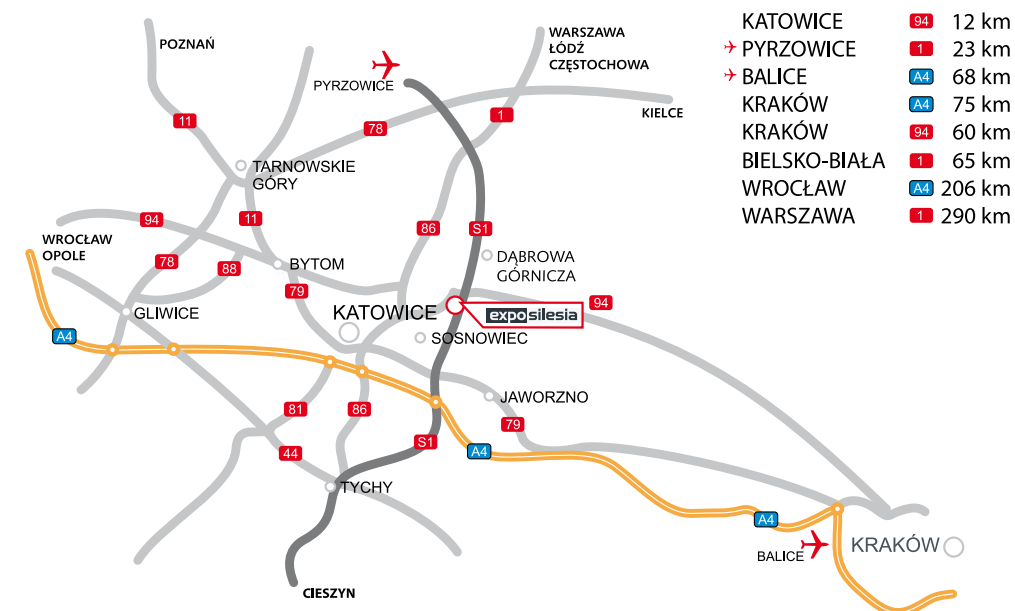 KATOWICE 94 12 km
PYRZOWICE 1 23 km
BALICE A4 68 km
KRAKÓW A4 75 km
KRAKÓW 94 60 km
BIELSKO-BIAŁA 1 65 km
WROCŁAW A4 206 km
WARSZAWA 1 290 km
POZNAŃ
WARSZAWA
ŁÓDŹ
CZĘSTOCHOWA
PYRZOWICE
KIELCE
11
78
1
TARNOWSKIE
GÓRY
94
11
86
S1
WROCŁAW
OPOLE
78
88
BYTOM
DĄBROWA
GÓRNICZA
79
GLIWICE
KATOWICE
exposilesia
94
A4
SOSNOWIEC
JAWORZNO
81
86
79
S1
44
A4
TYCHY
A4
BALICE
KRAKÓW
CIESZYN